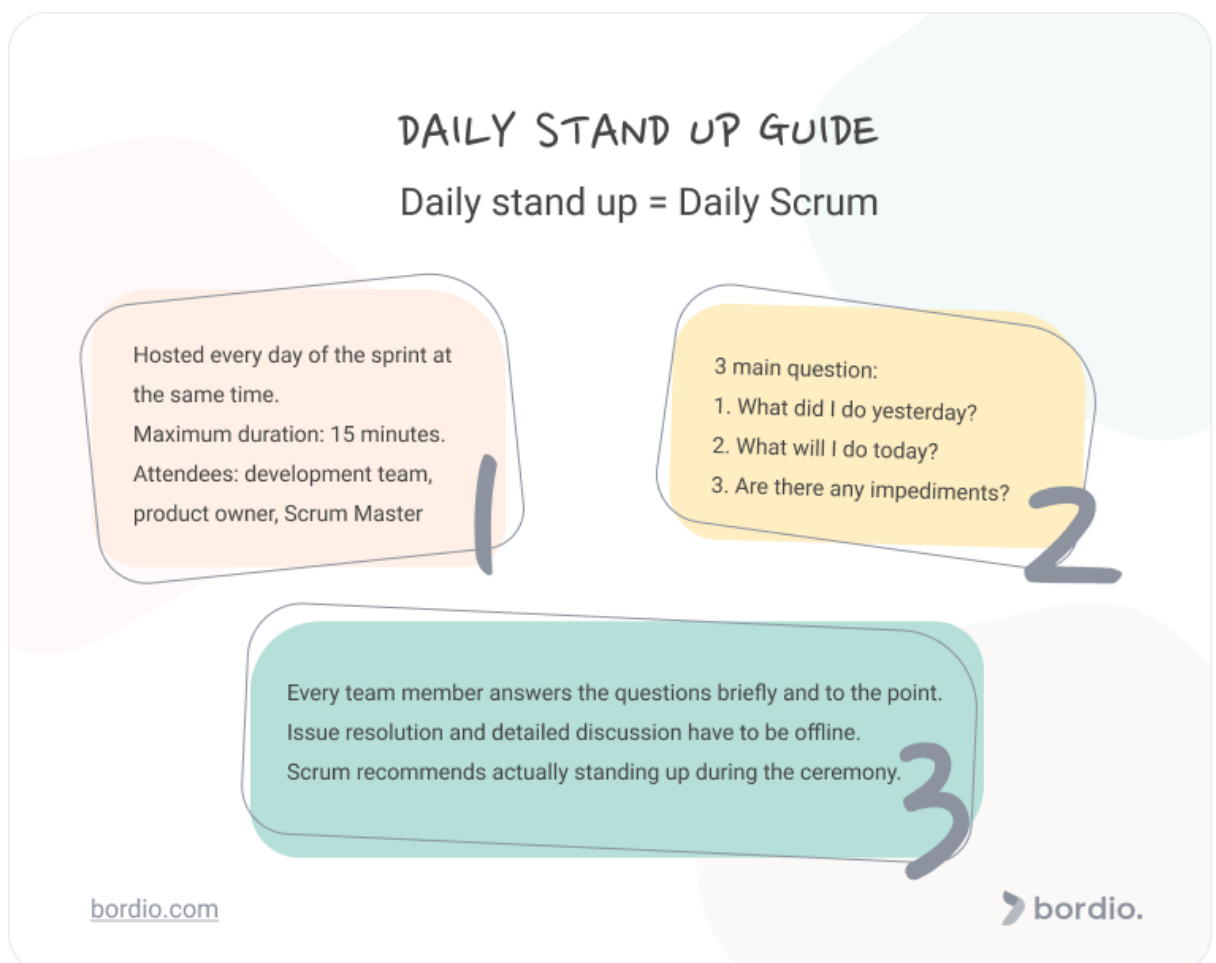 DAILY STAND UP GUIDE
Daily stand up = Daily Scrum
Hosted every day of the sprint at
the same time.
Maximum duration: 15 minutes.
Attendees: development team,
product owner, Scrum Master
1
3 main question:
1. What did I do yesterday?
2. What will I do today?
3. Are there any impediments?
2
Every team member answers the questions briefly and to the point.
Issue resolution and detailed discussion have to be offline.
Scrum recommends actually standing up during the ceremony.
3
bordio.com
bordio.